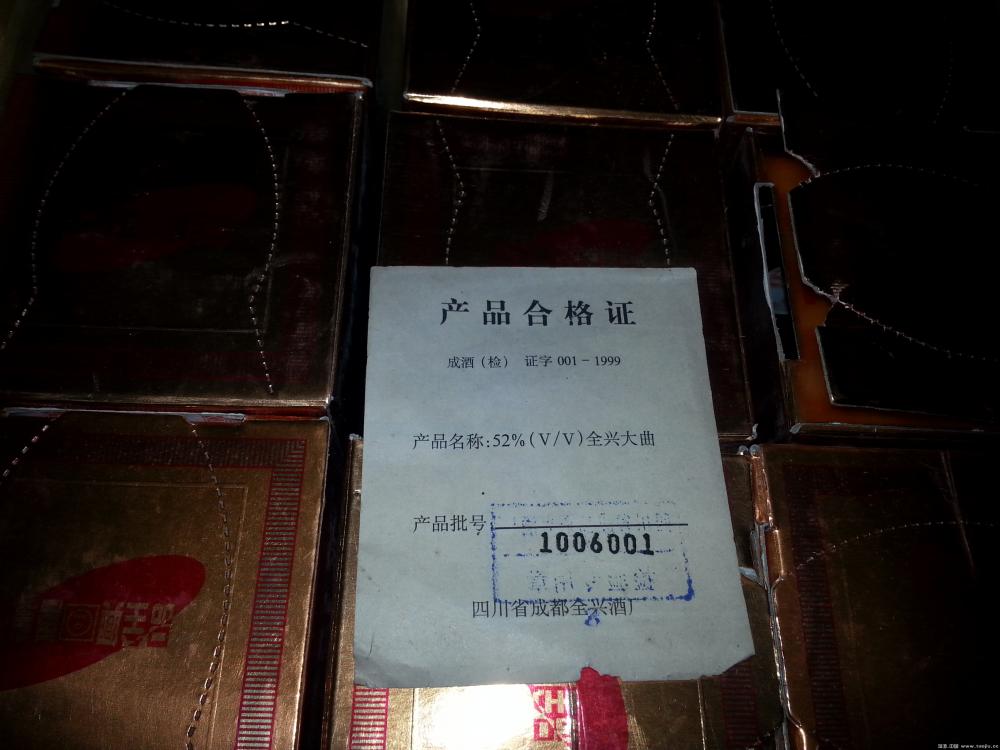 产品合格证
成酒（检） 证字 001－1999
产品名称:52%(V/V)全兴大曲
产品批号
1006001
四川省成都全兴酒厂